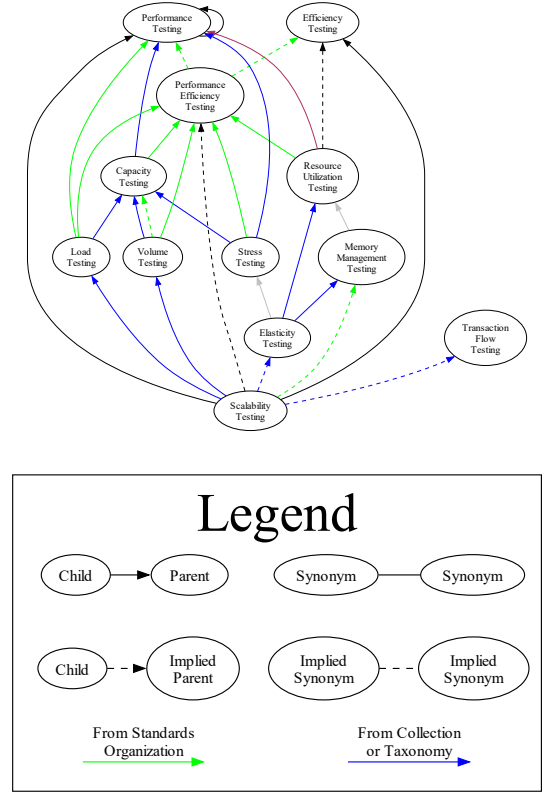 Performance
Testing
Efficiency
Testing
Performance
Efficiency
Testing
Capacity
Testing
Resource
Utilization
Testing
Load
Testing
Volume
Testing
Stress
Testing
Memory
Management
Testing
Elasticity
Testing
Transaction
Flow
Testing
Scalability
Testing
Legend
Child
Parent
Synonym
Synonym
Child
Implied
Parent
Implied
Synonym
Implied
Synonym
From Standards
Organization
From Collection
or Taxonomy